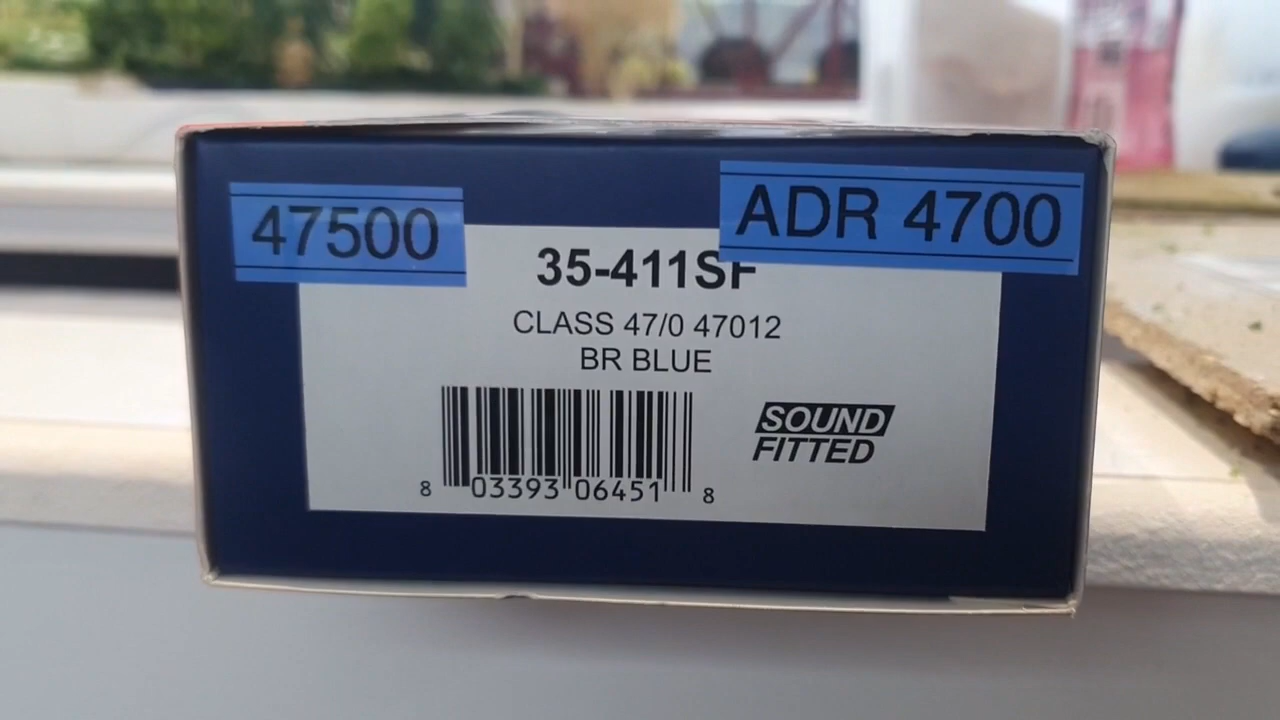 47500
ADR 4700
35-411SF
CLASS 47/0 47012
BR BLUE
SOUND
FITTED
8 03393 06451 8